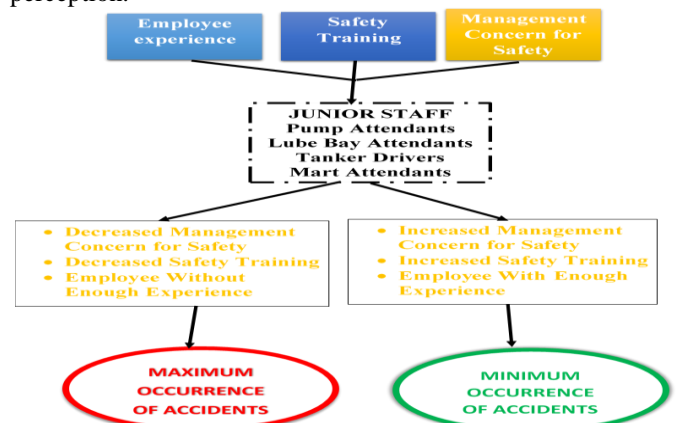 perception.
Employee
experience
Safety
Training
Management
Concern for
Safety
JUNIOR STAFF
Pump Attendants
Lube Bay Attendants
Tanker Drivers
Mart Attendants
• Decreased Management
Concern for Safety
• Decreased Safety Training
• Employee Without
Enough Experience
• Increased Management
Concern for Safety
• Increased Safety Training
• Employee With Enough
Experience
MAXIMUM
OCCURRENCE
OF ACCIDENTS
MINIMUM
OCCURRENCE
OF ACCIDENTS